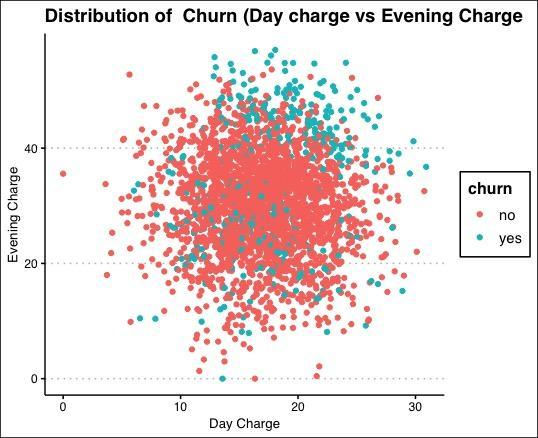 Distribution of  Churn (Day charge vs Evening Charge
Evening Charge
40
20
0
0
10
20
30
Day Charge
churn
no
yes